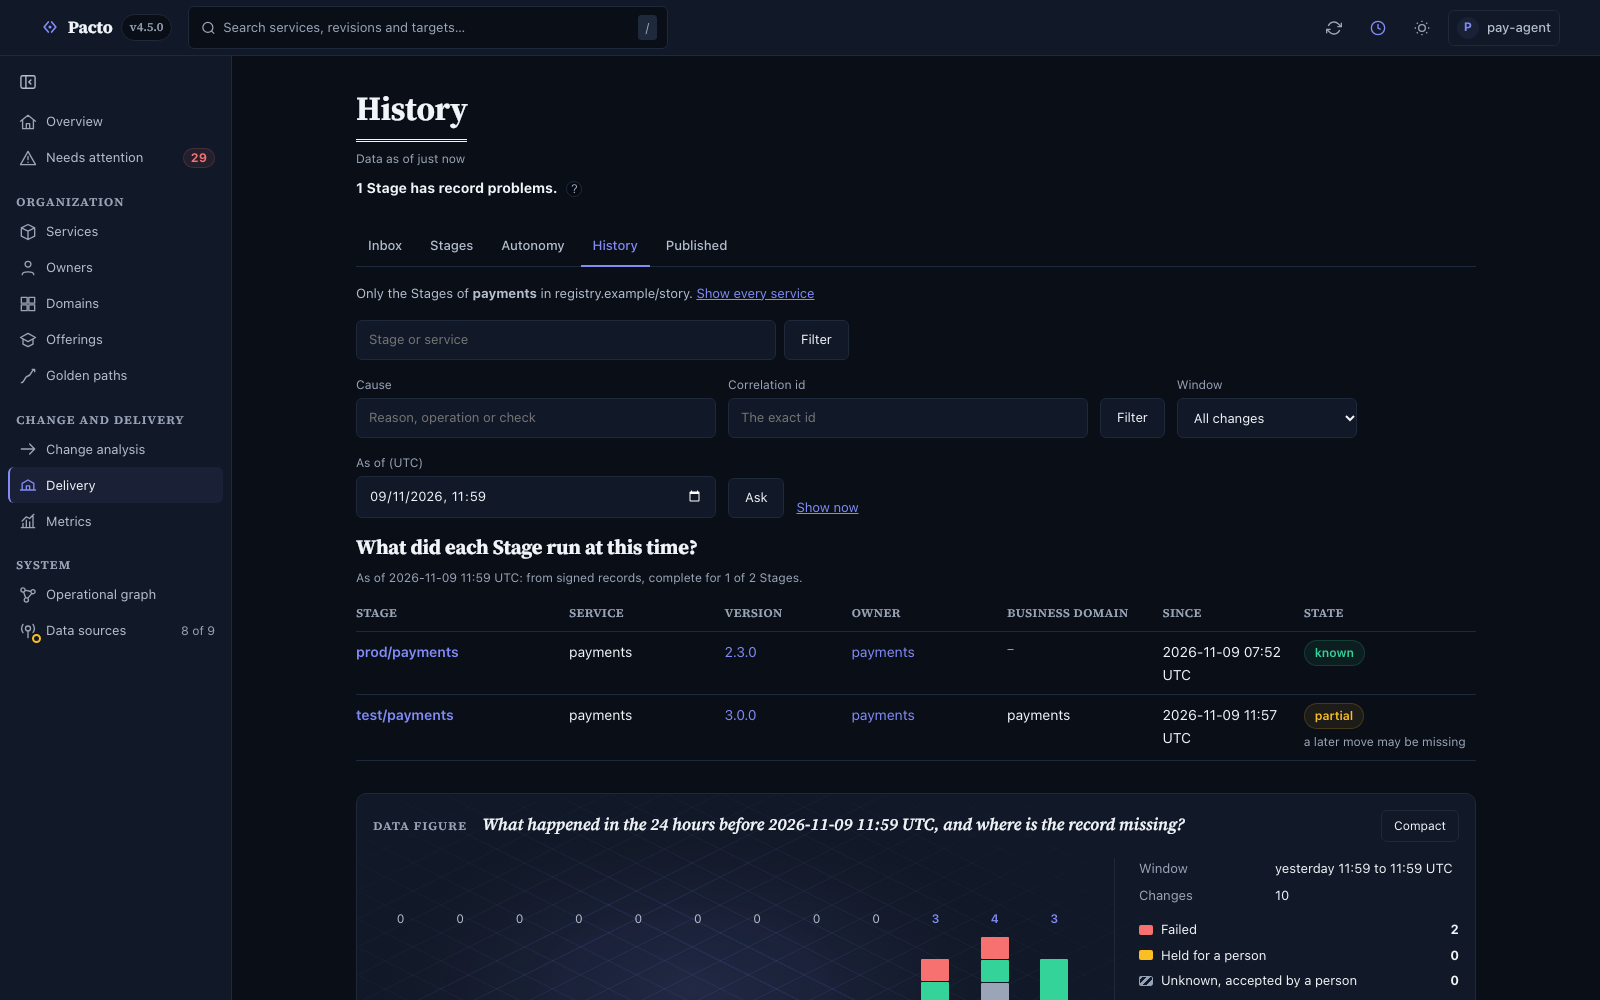 Pacto v4.5.0 Search services, revisions and targets... / P pay-agent
Overview
Needs attention 29
ORGANIZATION
Services
Owners
Domains
Offerings
Golden paths
CHANGE AND DELIVERY
Change analysis
Delivery
Metrics
SYSTEM
Operational graph
Data sources 8 of 9
History
Data as of just now
1 Stage has record problems. ?
Inbox Stages Autonomy History Published
Only the Stages of payments in registry.example/story. Show every service
Stage or service Filter
Cause Correlation id Window
Reason, operation or check The exact id Filter All changes
As of (UTC)
09/11/2026, 11:59 Ask Show now
What did each Stage run at this time?
As of 2026-11-09 11:59 UTC: from signed records, complete for 1 of 2 Stages.
STAGE SERVICE VERSION OWNER BUSINESS DOMAIN SINCE STATE
prod/payments payments 2.3.0 payments – 2026-11-09 07:52 known
UTC
test/payments payments 3.0.0 payments payments 2026-11-09 11:57 partial
UTC a later move may be missing
DATA FIGURE What happened in the 24 hours before 2026-11-09 11:59 UTC, and where is the record missing? Compact
0 0 0 0 0 0 0 0 0 3 4 3
Window yesterday 11:59 to 11:59 UTC
Changes 10
Failed 2
Held for a person 0
Unknown, accepted by a person 0